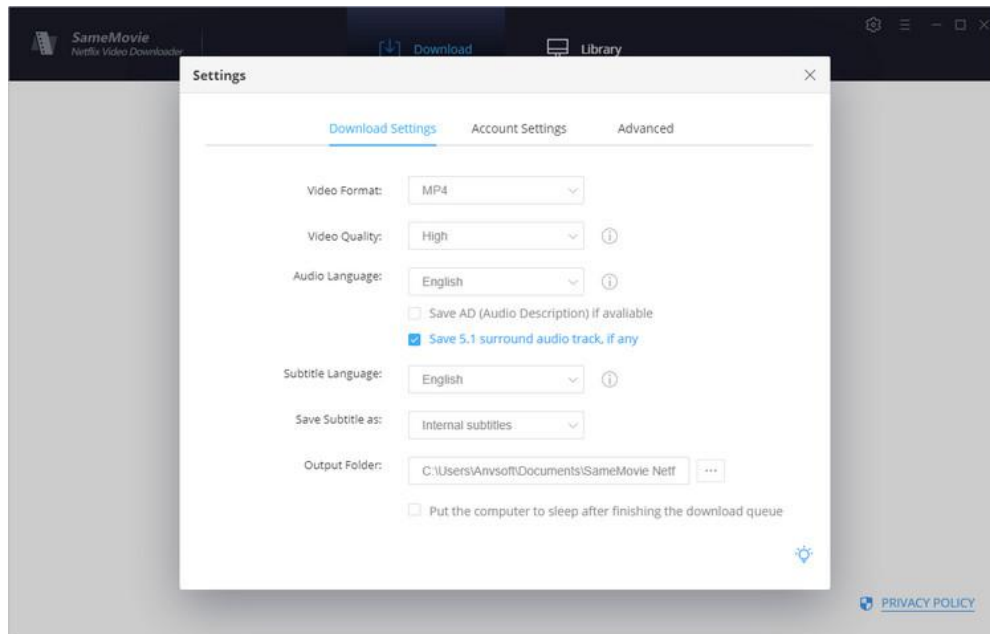 SameMovie
Netflix Video Downloader
Download
Library
Settings
Download Settings
Account Settings
Advanced
Video Format:
MP4
Video Quality:
High
Audio Language:
English
Save AD (Audio Description) if avaliable
Save 5.1 surround audio track, if any
Subtitle Language:
English
Save Subtitle as:
Internal subtitles
Output Folder:
C:\Users\Anvsoft\Documents\SameMovie Netf
...
Put the computer to sleep after finishing the download queue
PRIVACY POLICY